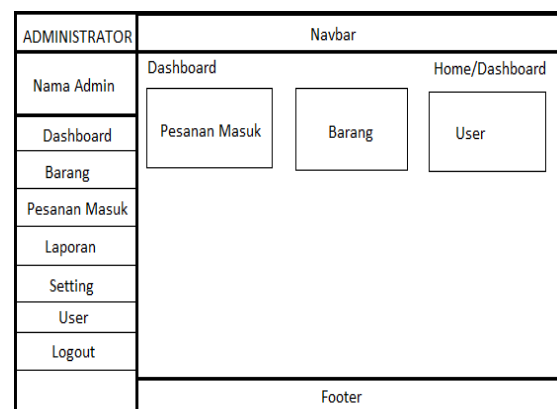 ADMINISTRATOR
Navbar
Nama Admin
Dashboard
Home/Dashboard
Pesanan Masuk
Barang
User
Dashboard
Barang
Pesanan Masuk
Laporan
Setting
User
Logout
Footer